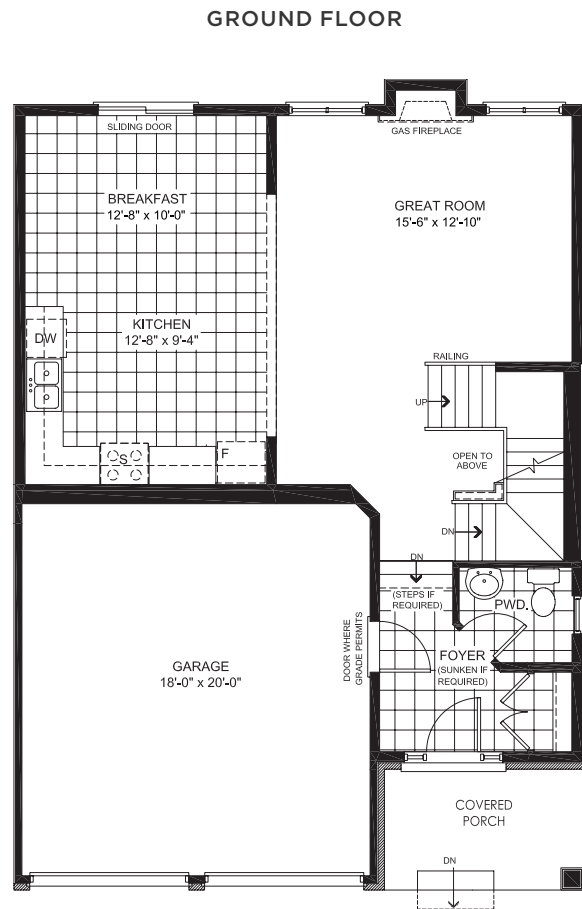 GROUND FLOOR
SLIDING DOOR
GAS FIREPLACE
BREAKFAST
12'-8" x 10'-0"
GREAT ROOM
15'-6" x 12'-10"
KITCHEN
12'-8" x 9'-4"
DW
RAILING
UP
S
F
OPEN TO
ABOVE
DN
DN
(STEPS IF
REQUIRED)
PWD.
DOOR WHERE
GRADE PERMITS
FOYER
(SUNKEN IF
REQUIRED)
GARAGE
18'-0" x 20'-0"
COVERED
PORCH
DN